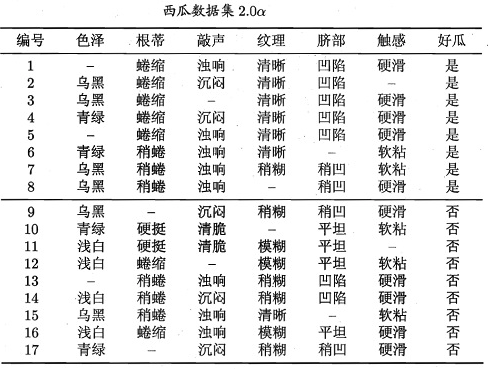 西瓜数据集 2.0α
编号 色泽 根蒂 敲声 纹理 脐部 触感 好瓜
1 – 蜷缩 浊响 清晰 凹陷 硬滑 是
2 乌黑 蜷缩 沉闷 清晰 凹陷 – 是
3 乌黑 蜷缩 – 清晰 凹陷 硬滑 是
4 青绿 蜷缩 沉闷 清晰 凹陷 硬滑 是
5 – 蜷缩 浊响 清晰 凹陷 硬滑 是
6 青绿 稍蜷 浊响 清晰 – 软粘 是
7 乌黑 稍蜷 浊响 稍糊 稍凹 软粘 是
8 乌黑 稍蜷 浊响 – 稍凹 硬滑 是
9 乌黑 – 沉闷 稍糊 稍凹 硬滑 否
10 青绿 硬挺 清脆 – 平坦 软粘 否
11 浅白 硬挺 清脆 模糊 平坦 – 否
12 浅白 蜷缩 – 模糊 平坦 软粘 否
13 – 稍蜷 浊响 稍糊 凹陷 硬滑 否
14 浅白 稍蜷 沉闷 稍糊 凹陷 硬滑 否
15 乌黑 稍蜷 浊响 清晰 – 软粘 否
16 浅白 蜷缩 浊响 模糊 平坦 硬滑 否
17 青绿 – 沉闷 稍糊 稍凹 硬滑 否